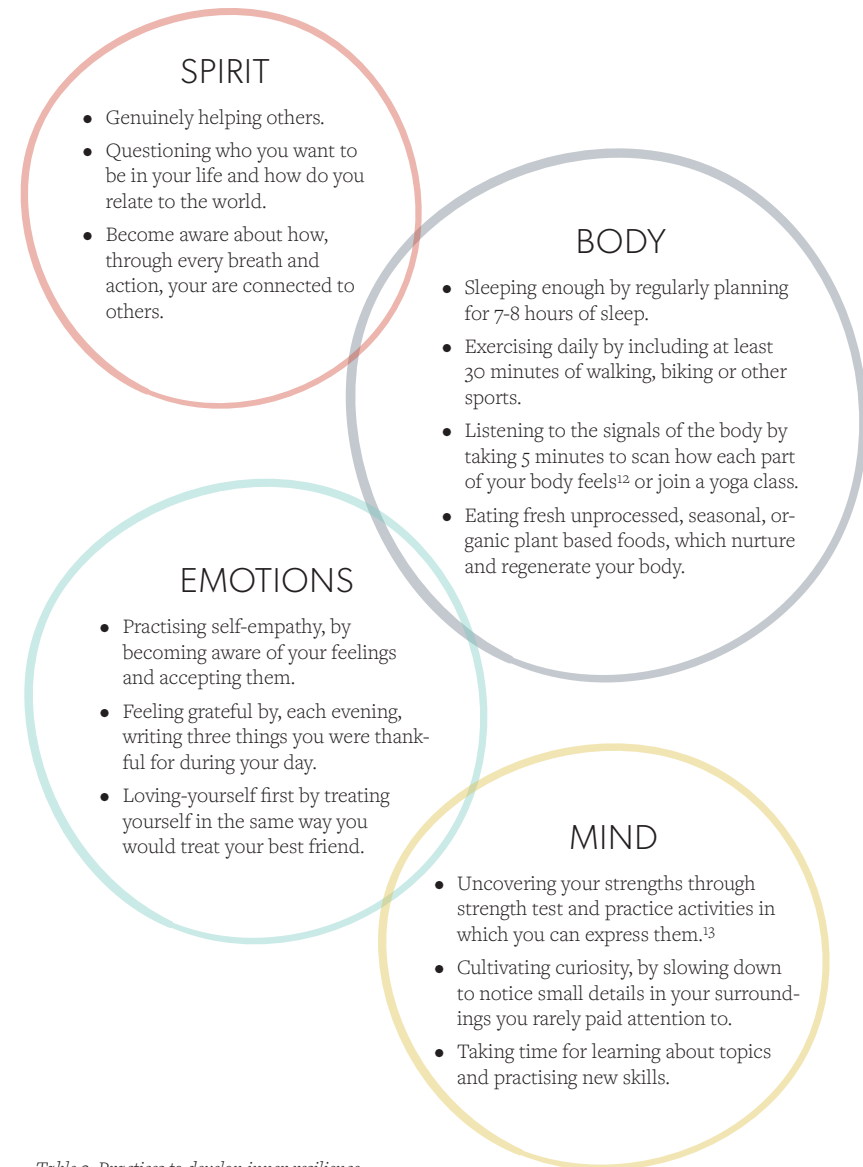 SPIRIT
• Genuinely helping others.
• Questioning who you want to
be in your life and how do you
relate to the world.
• Become aware about how,
through every breath and
action, your are connected to
others.
BODY
• Sleeping enough by regularly planning
for 7-8 hours of sleep.
• Exercising daily by including at least
30 minutes of walking, biking or other
sports.
• Listening to the signals of the body by
taking 5 minutes to scan how each part
of your body feels¹² or join a yoga class.
• Eating fresh unprocessed, seasonal, or-
ganic plant based foods, which nurture
and regenerate your body.
EMOTIONS
• Practising self-empathy, by
becoming aware of your feelings
and accepting them.
• Feeling grateful by, each evening,
writing three things you were thank-
ful for during your day.
• Loving-yourself first by treating
yourself in the same way you
would treat your best friend.
MIND
• Uncovering your strengths through
strength test and practice activities in
which you can express them.¹³
• Cultivating curiosity, by slowing down
to notice small details in your surround-
ings you rarely paid attention to.
• Taking time for learning about topics
and practising new skills.
Practices to develop inner resilience